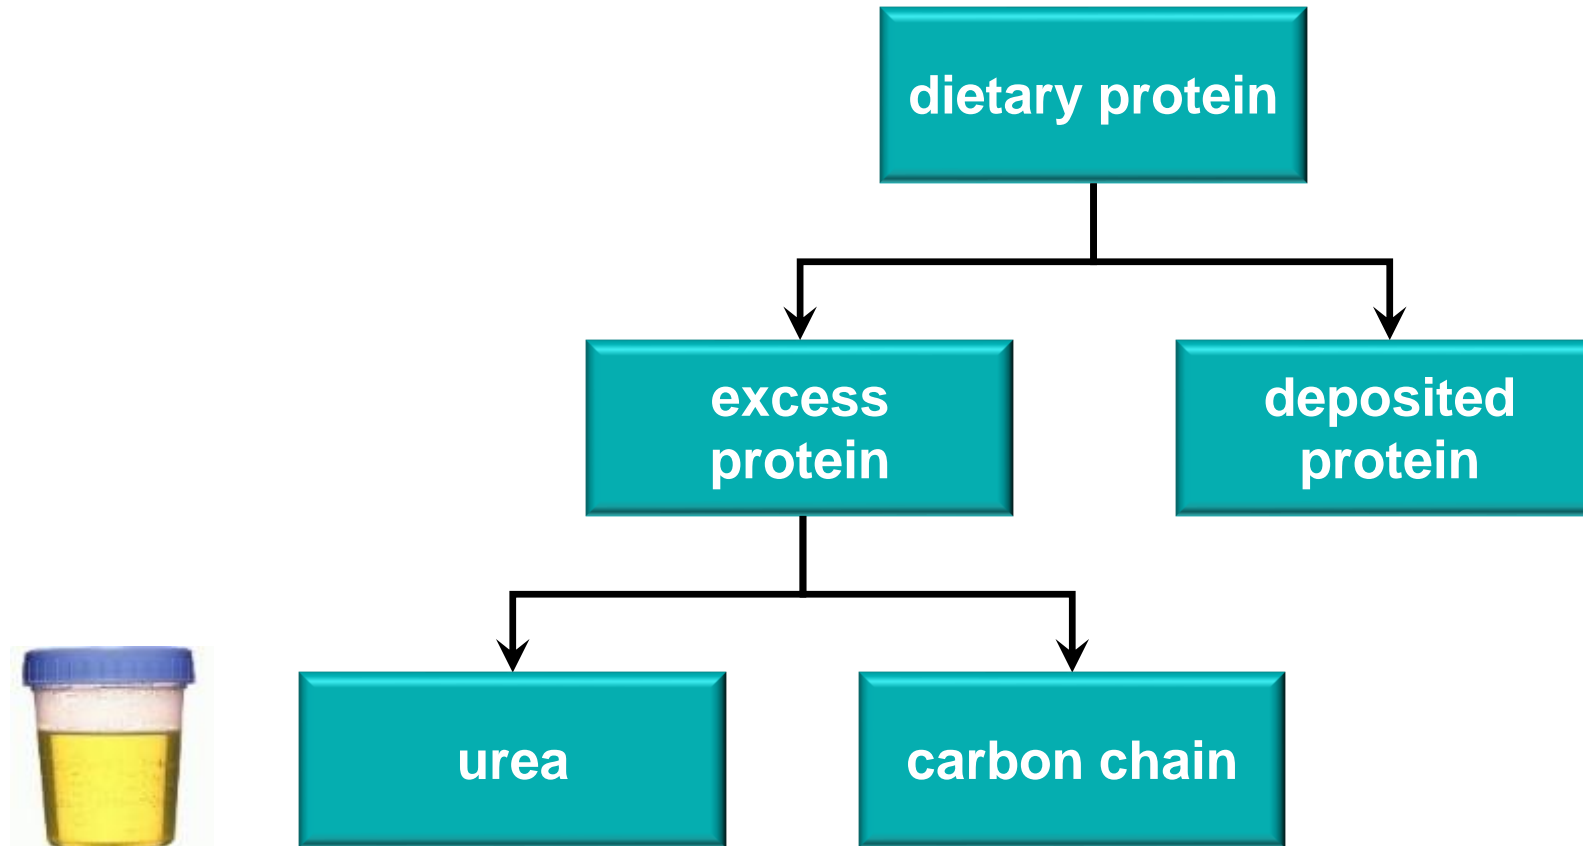 dietary protein
excess
protein
deposited
protein
urea
carbon chain